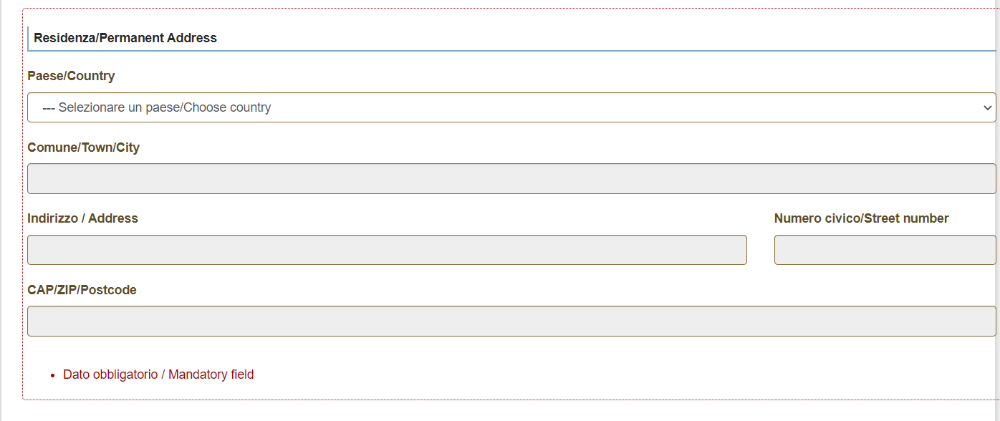 Residenza/Permanent Address
Paese/Country
--- Selezionare un paese/Choose country
Comune/Town/City
Indirizzo / Address
Numero civico/Street number
CAP/ZIP/Postcode
• Dato obbligatorio / Mandatory field